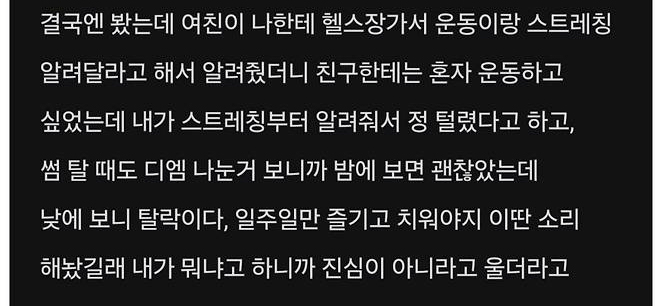 결국엔 봤는데 여친이 나한테 헬스장가서 운동이랑 스트레칭
알려달라고 해서 알려줬더니 친구한테는 혼자 운동하고
싶었는데 내가 스트레칭부터 알려줘서 정 털렸다고 하고,
썸 탈 때도 디엠 나눈거 보니까 밤에 보면 괜찮았는데
낮에 보니 탈락이다, 일주일만 즐기고 치워야지 이딴 소리
해놨길래 내가 뭐냐고 하니까 진심이 아니라고 울더라고